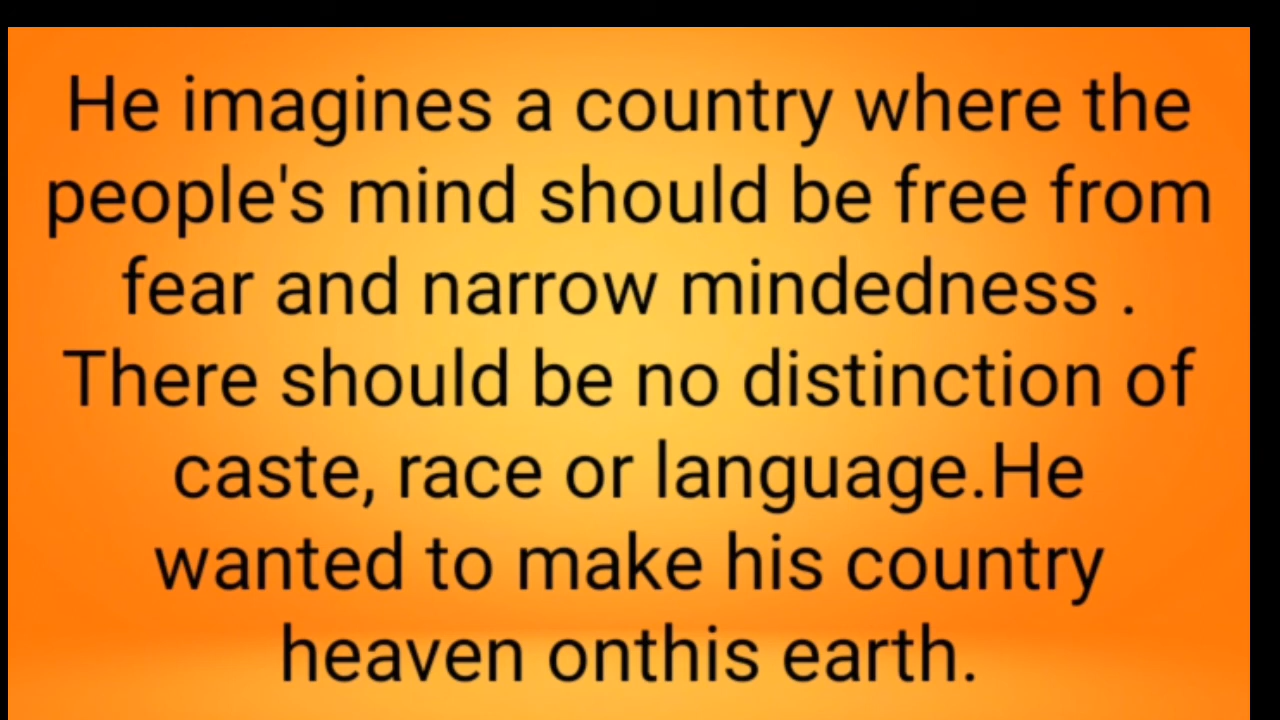 He imagines a country where the
people's mind should be free from
fear and narrow mindedness .
There should be no distinction of
caste, race or language.He
wanted to make his country
heaven onthis earth.